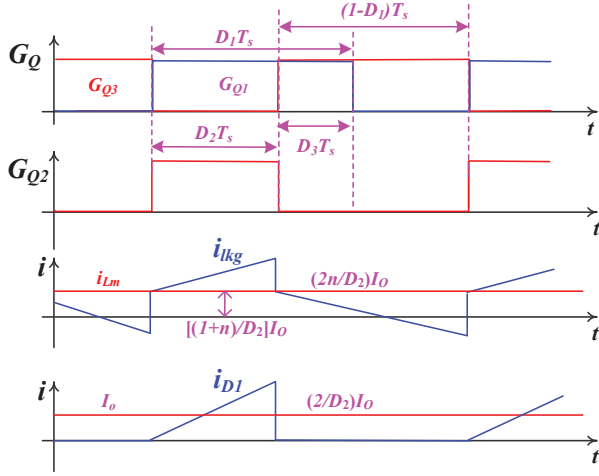 (1-D1)Ts
D1Ts
GQ
GQ3
GQ1
t
D2Ts
D3Ts
GQ2
t
i
ilkg
iLm
(2n/D2)IO
[(1+n)/D2]IO
t
i
iD1
Io
(2/D2)IO
t